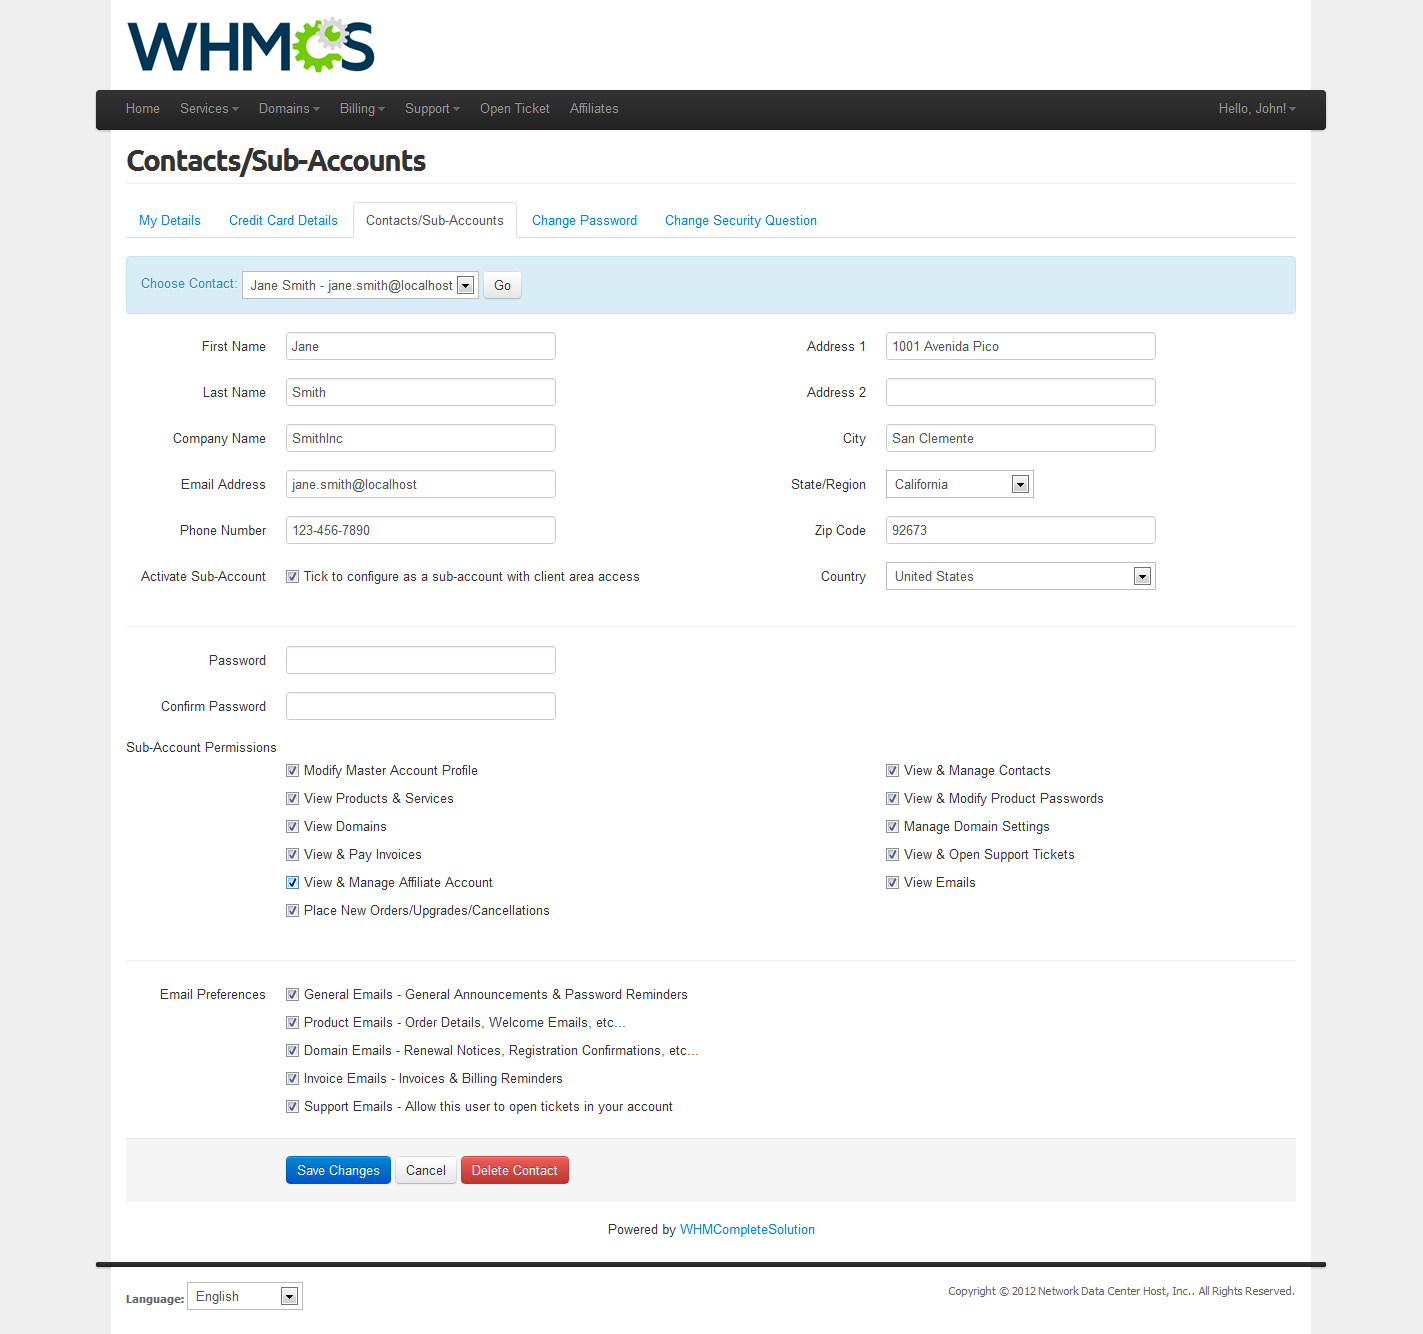 WHMCS
Home Services Domains Billing Support Open Ticket Affiliates Hello, John!
Contacts/Sub-Accounts
My Details Credit Card Details Contacts/Sub-Accounts Change Password Change Security Question
Choose Contact: Jane Smith - jane.smith@localhost Go
First Name Jane Address 1 1001 Avenida Pico
Last Name Smith Address 2
Company Name SmithInc City San Clemente
Email Address jane.smith@localhost State/Region California
Phone Number 123-456-7890 Zip Code 92673
Activate Sub-Account Tick to configure as a sub-account with client area access Country United States
Password
Confirm Password
Sub-Account Permissions
Modify Master Account Profile View & Manage Contacts
View Products & Services View & Modify Product Passwords
View Domains Manage Domain Settings
View & Pay Invoices View & Open Support Tickets
View & Manage Affiliate Account View Emails
Place New Orders/Upgrades/Cancellations
Email Preferences General Emails - General Announcements & Password Reminders
Product Emails - Order Details, Welcome Emails, etc...
Domain Emails - Renewal Notices, Registration Confirmations, etc...
Invoice Emails - Invoices & Billing Reminders
Support Emails - Allow this user to open tickets in your account
Save Changes Cancel Delete Contact
Powered by WHMCompleteSolution
Language: English Copyright © 2012 Network Data Center Host, Inc.. All Rights Reserved.